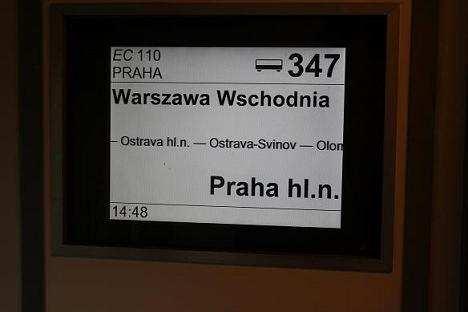 EC 110
PRAHA
347
Warszawa Wschodnia
– Ostrava hl.n. — Ostrava-Svinov — Olom
Praha hl.n.
14:48